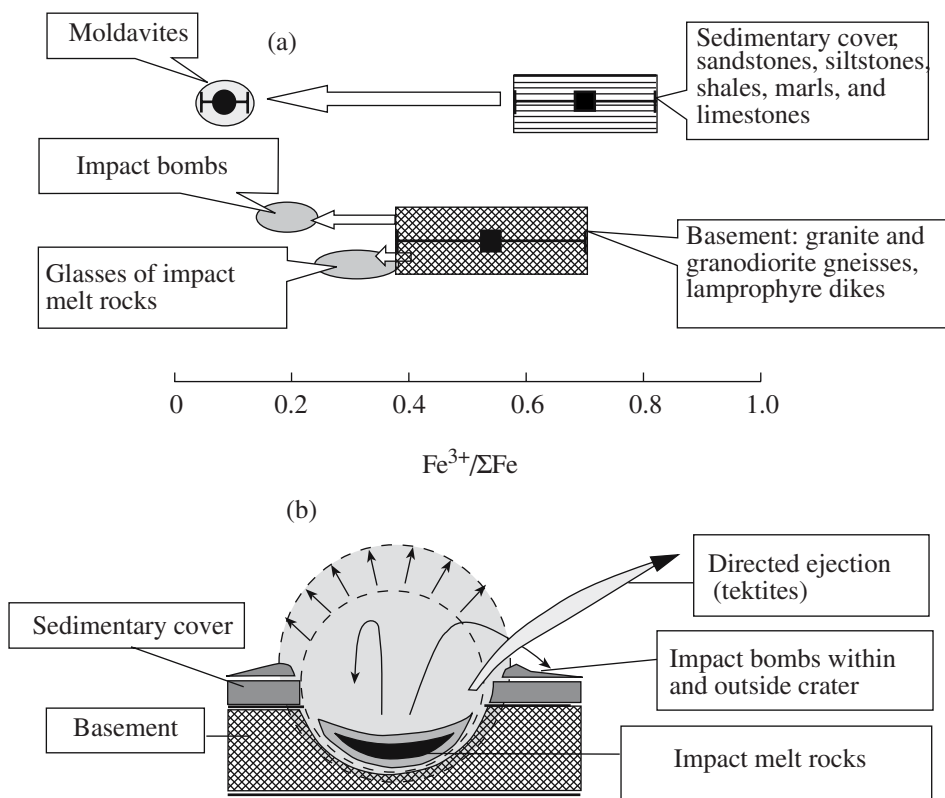 Moldavites
(a)
Sedimentary cover,
sandstones, siltstones,
shales, marls, and
limestones
Impact bombs
Glasses of impact
melt rocks
Basement: granite and
granodiorite gneisses,
lamprophyre dikes
0 0.2 0.4 0.6 0.8 1.0
Fe³⁺/ΣFe
(b)
Directed ejection
(tektites)
Sedimentary cover
Impact bombs within
and outside crater
Basement
Impact melt rocks